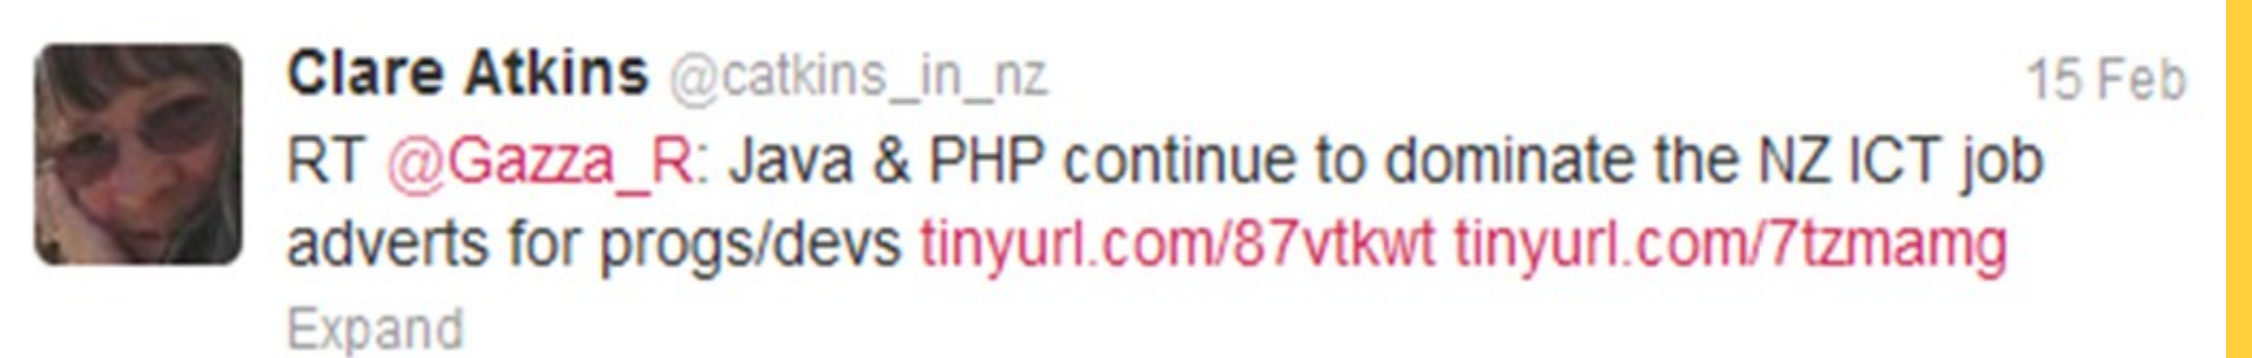 Clare Atkins @catkins_in_nz 15 Feb
RT @Gazza_R: Java & PHP continue to dominate the NZ ICT job
adverts for progs/devs tinyurl.com/87vtkwt tinyurl.com/7tzmamg
Expand